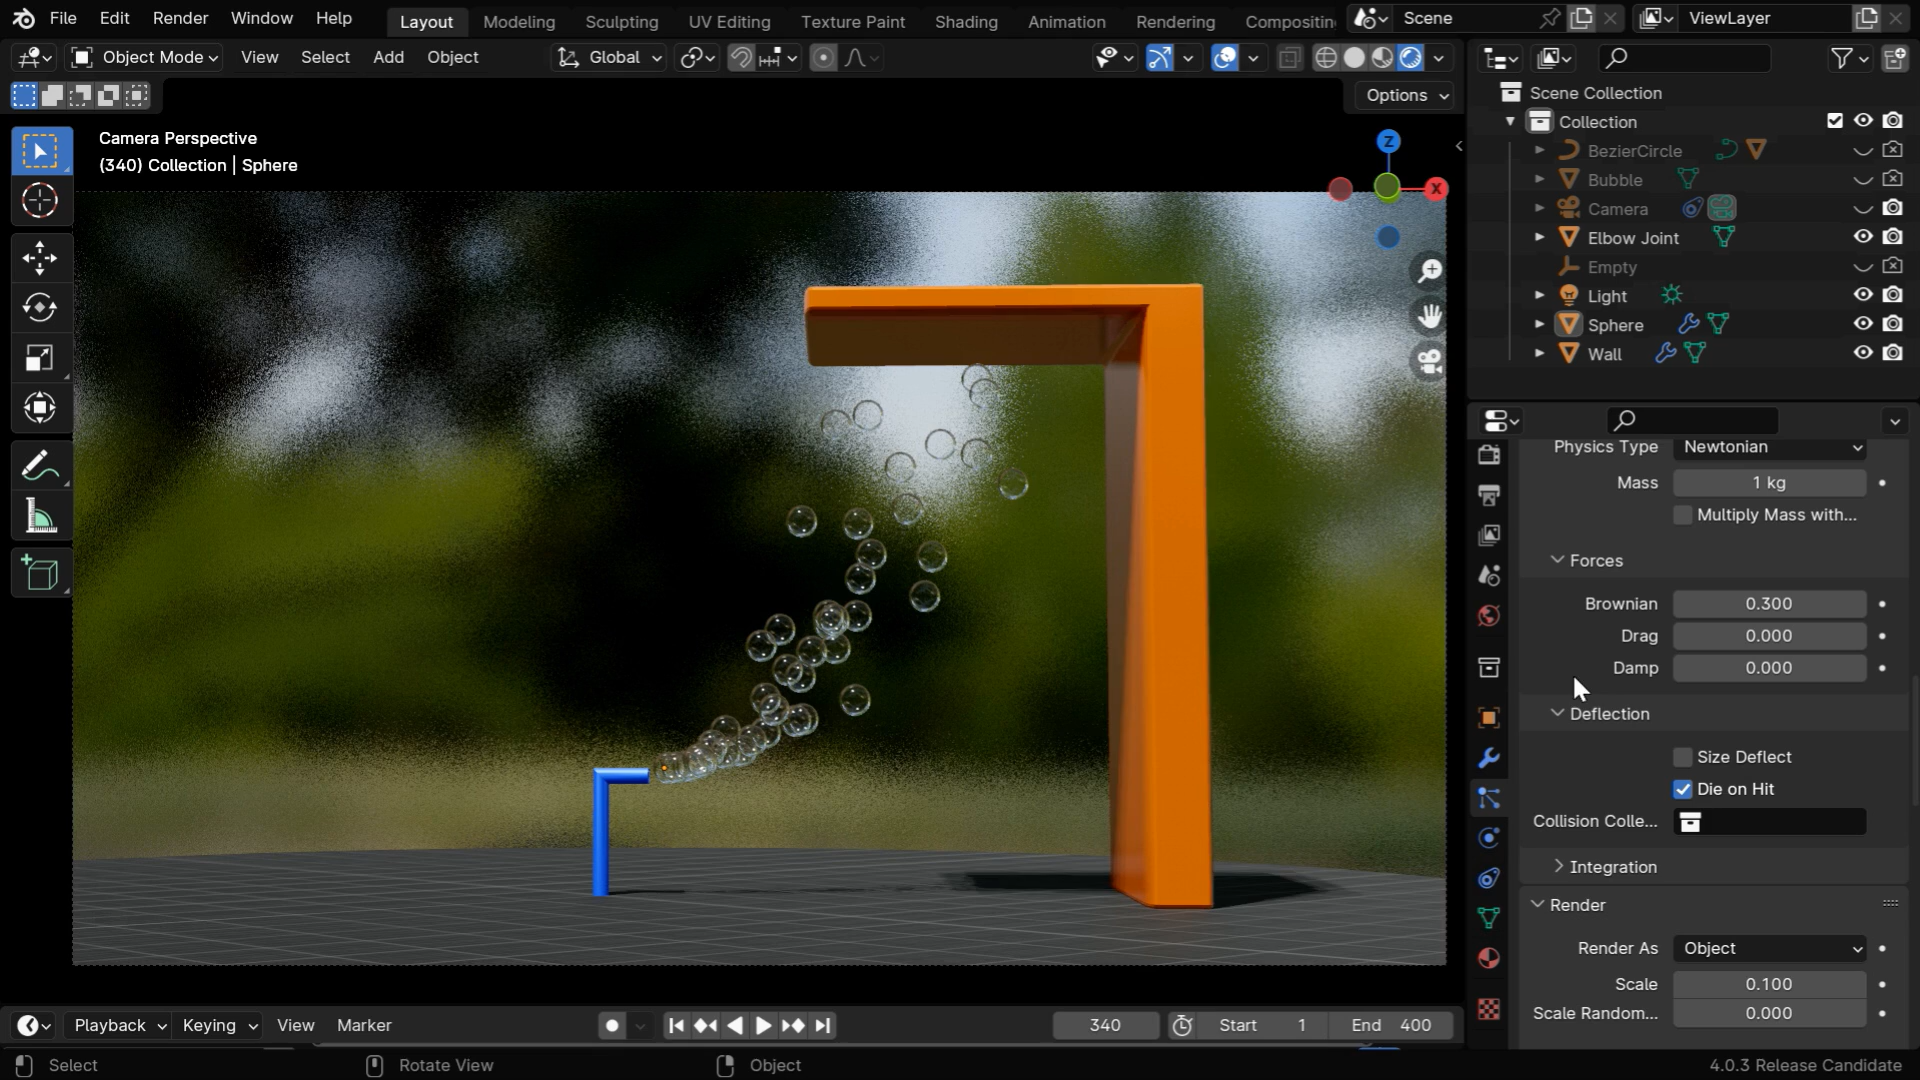 File Edit Render Window Help Layout Modeling Sculpting UV Editing Texture Paint Shading Animation Rendering Compositin Scene ViewLayer
Object Mode View Select Add Object Global
Options
Camera Perspective
(340) Collection | Sphere
Z
X
Scene Collection
Collection
BezierCircle
Bubble
Camera
Elbow Joint
Empty
Light
Sphere
Wall
Physics Type Newtonian
Mass 1 kg
Multiply Mass with...
Forces
Brownian 0.300
Drag 0.000
Damp 0.000
Deflection
Size Deflect
Die on Hit
Collision Colle...
Integration
Render
Render As Object
Scale 0.100
Scale Random... 0.000
Playback Keying View Marker 340 Start 1 End 400
Select Rotate View Object 4.0.3 Release Candidate